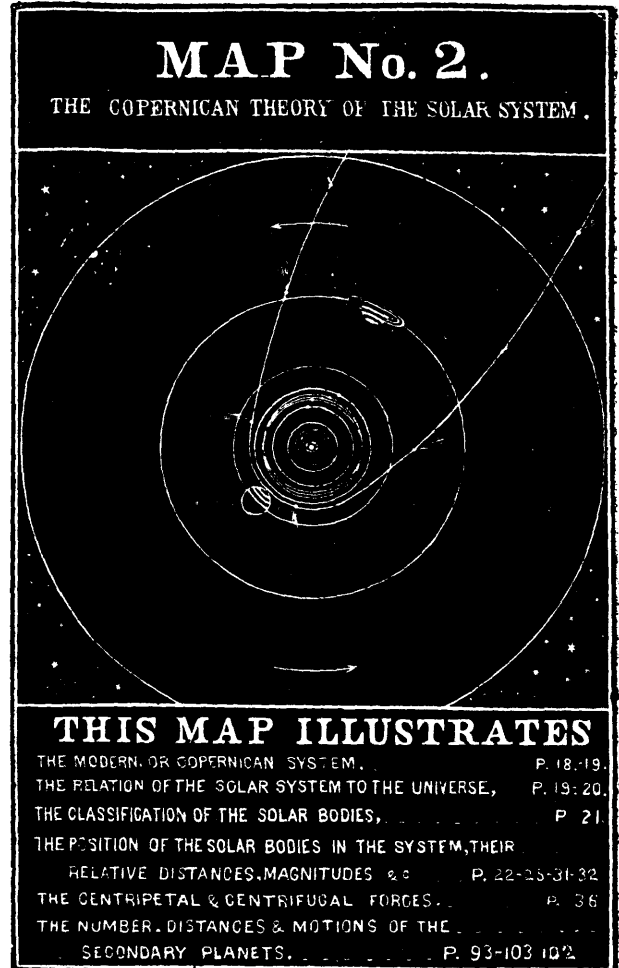 MAP No. 2.
THE COPERNICAN THEORY OF THE SOLAR SYSTEM.
THIS MAP ILLUSTRATES
THE MODERN, OR COPERNICAN SYSTEM. P. 18.-19.
THE RELATION OF THE SOLAR SYSTEM TO THE UNIVERSE, P. 19: 20.
THE CLASSIFICATION OF THE SOLAR BODIES, P. 21
THE POSITION OF THE SOLAR BODIES IN THE SYSTEM, THEIR
RELATIVE DISTANCES. MAGNITUDES &C P. 22-25-31-32
THE CENTRIPETAL & CENTRIFUGAL FORCES. P. 36
THE NUMBER. DISTANCES & MOTIONS OF THE
SECONDARY PLANETS. P. 93-103